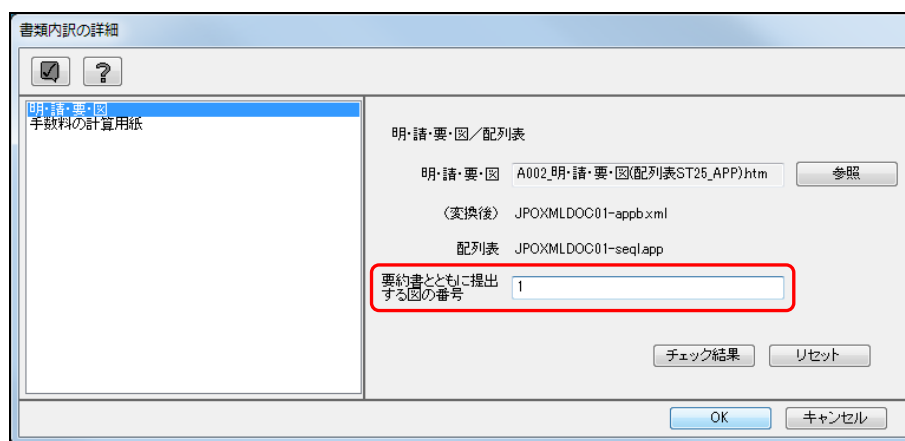 書類内訳の詳細
明・請・要・図
手数料の計算用紙
明・請・要・図／配列表
明・請・要・図 A002_明・請・要・図(配列表ST25_APP).htm 参照
（変換後） JPOXMLDOC01-appb.xml
配列表 JPOXMLDOC01-seql.app
要約書とともに提出
する図の番号 1
チェック結果 リセット
OK キャンセル